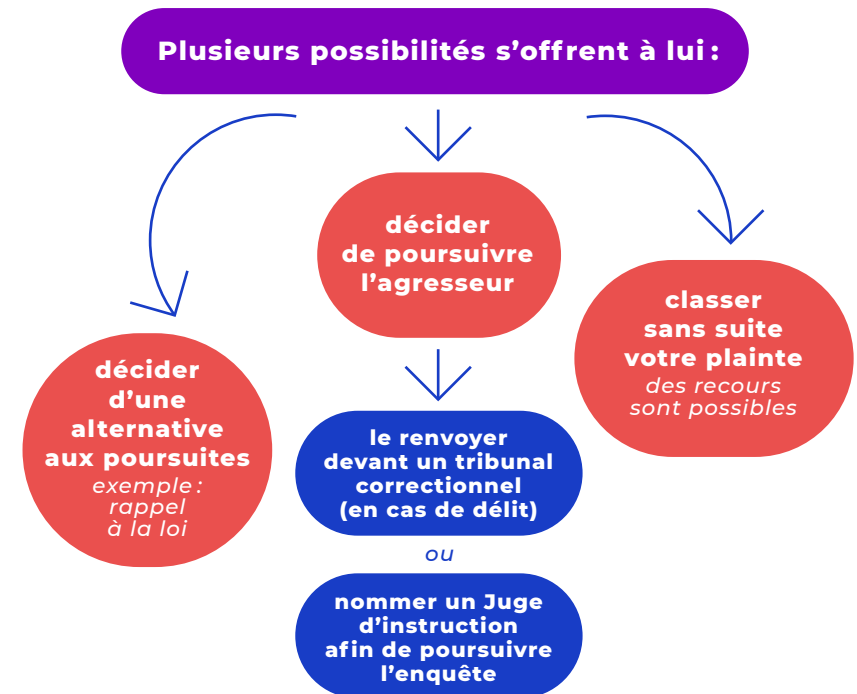 Plusieurs possibilités s’offrent à lui :
décider
d’une
alternative
aux poursuites
exemple :
rappel
à la loi
décider
de poursuivre
l’agresseur
le renvoyer
devant un tribunal
correctionnel
(en cas de délit)
ou
nommer un Juge
d’instruction
afin de poursuivre
l’enquête
classer
sans suite
votre plainte
des recours
sont possibles